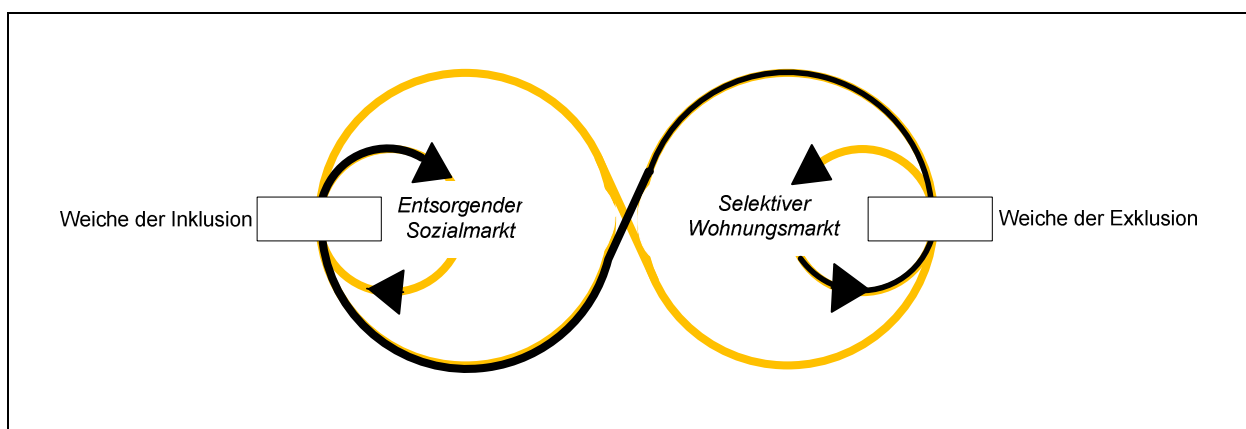 Weiche der Inklusion
Entsorgender
Sozialmarkt
Selektiver
Wohnungsmarkt
Weiche der Exklusion